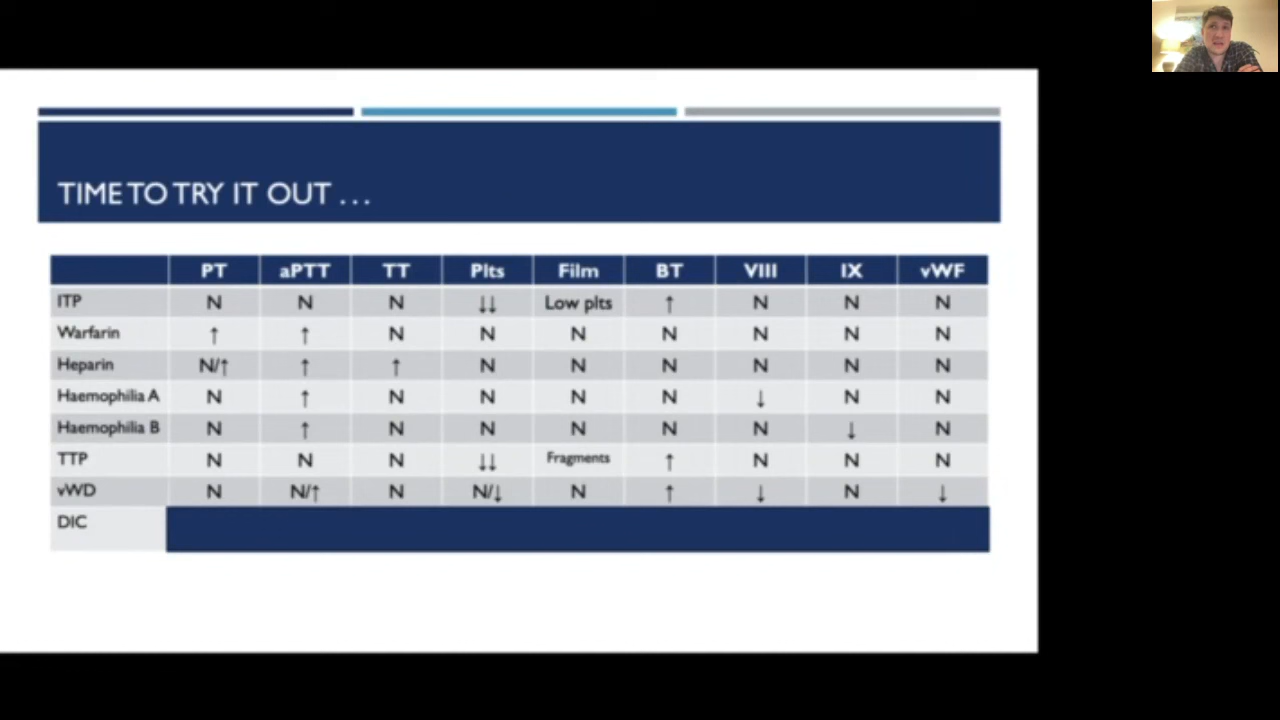 TIME TO TRY IT OUT …
PT aPTT TT Plts Film BT VIII IX vWF
ITP N N N ↓↓ Low plts ↑ N N N
Warfarin ↑ ↑ N N N N N N N
Heparin N/↑ ↑ ↑ N N N N N N
Haemophilia A N ↑ N N N N ↓ N N
Haemophilia B N ↑ N N N N N ↓ N
TTP N N N ↓↓ Fragments ↑ N N N
vWD N N/↑ N N/↓ N ↑ ↓ N ↓
DIC